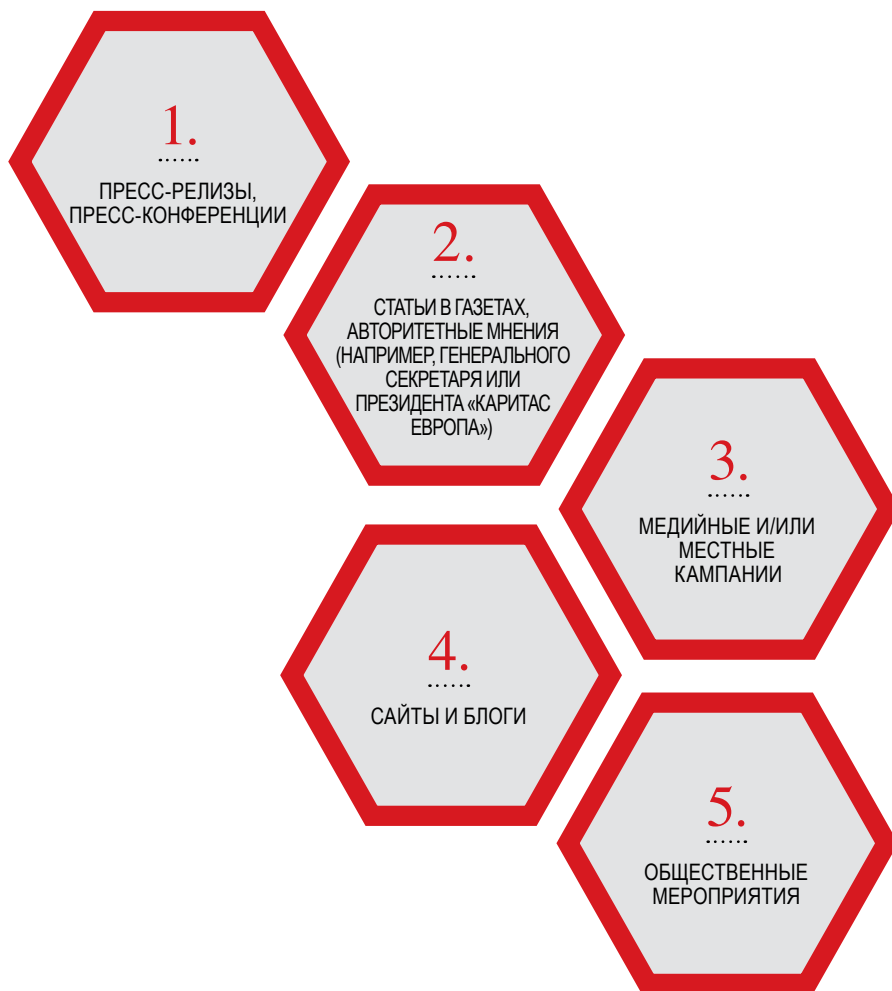 1.
ПРЕСС-РЕЛИЗЫ,
ПРЕСС-КОНФЕРЕНЦИИ
2.
СТАТЬИ В ГАЗЕТАХ,
АВТОРИТЕТНЫЕ МНЕНИЯ
(НАПРИМЕР, ГЕНЕРАЛЬНОГО
СЕКРЕТАРЯ ИЛИ
ПРЕЗИДЕНТА «КАРИТАС
ЕВРОПА»)
3.
МЕДИЙНЫЕ И/ИЛИ
МЕСТНЫЕ
КАМПАНИИ
4.
САЙТЫ И БЛОГИ
5.
ОБЩЕСТВЕННЫЕ
МЕРОПРИЯТИЯ